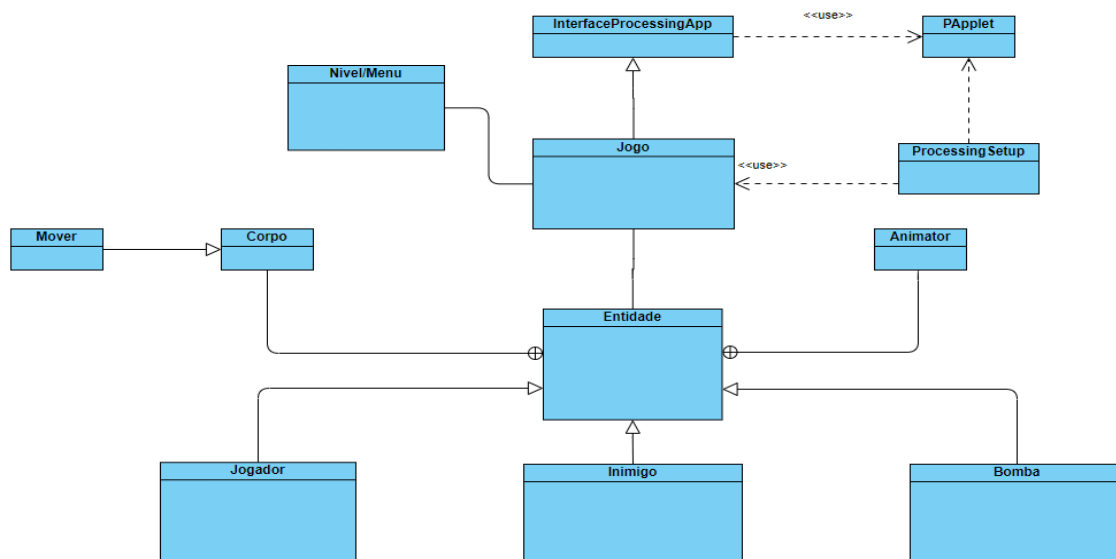 InterfaceProcessingApp
<<use>>
PApplet
Nivel/Menu
Jogo
<<use>>
ProcessingSetup
Mover
Corpo
Animator
Entidade
Jogador
Inimigo
Bomba